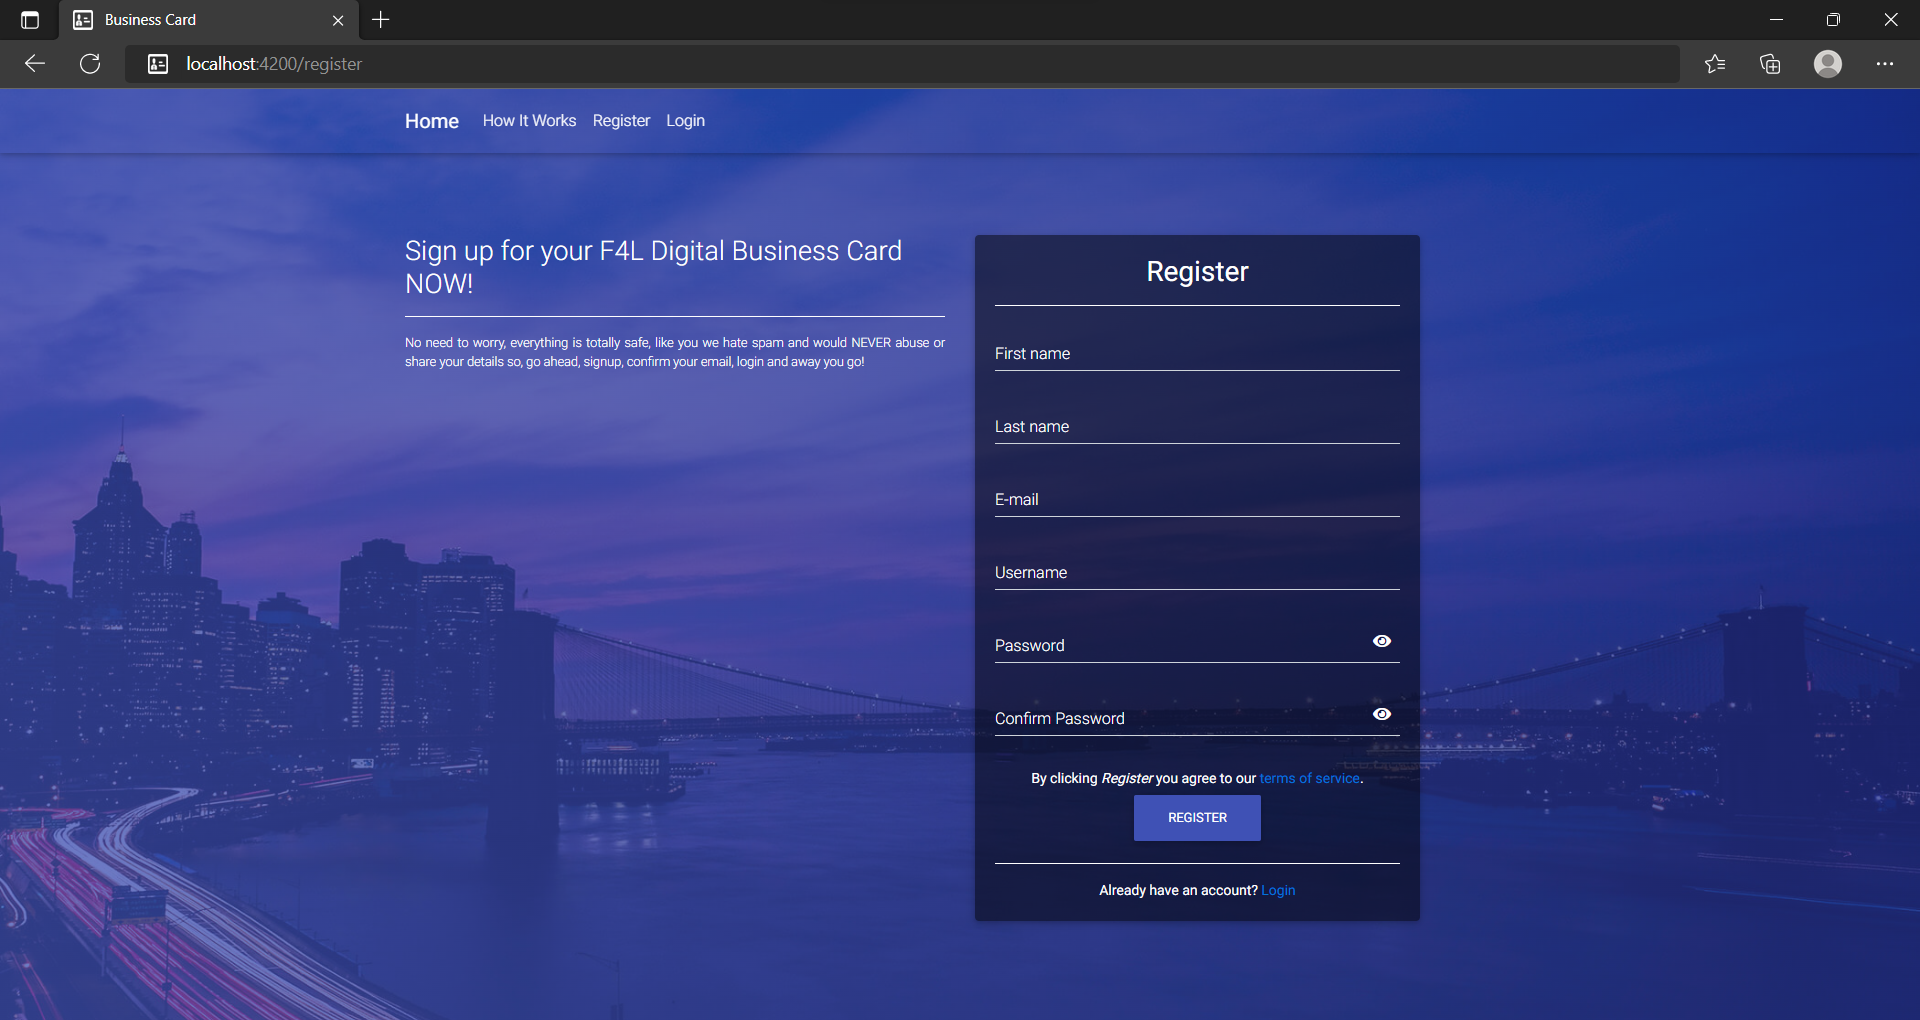 Business Card
localhost:4200/register
Home How It Works Register Login
Sign up for your F4L Digital Business Card
NOW!
No need to worry, everything is totally safe, like you we hate spam and would NEVER abuse or
share your details so, go ahead, signup, confirm your email, login and away you go!
Register
First name
Last name
E-mail
Username
Password
Confirm Password
By clicking Register you agree to our terms of service.
REGISTER
Already have an account? Login